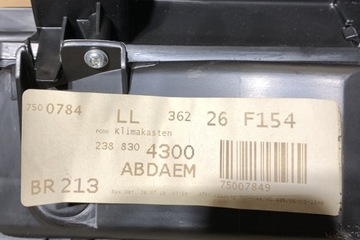 750 0784 LL 362 26 F154
Klimakasten
238 830 4300
ABDAEM
BR 213
75007849